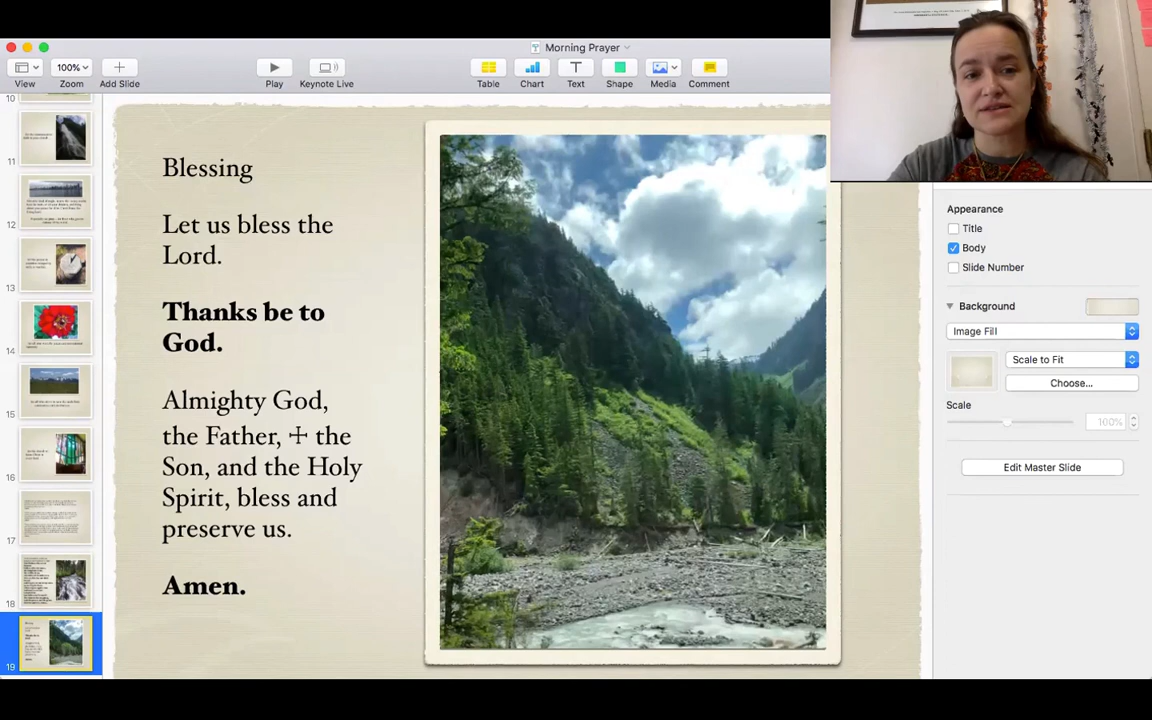 Morning Prayer
100%
View
Zoom
Add Slide
Play
Keynote Live
Table
Chart
Text
Shape
Media
Comment
10
11
12
13
14
15
16
17
18
19
Blessing
Let us bless the
Lord.
Thanks be to
God.
Almighty God,
the Father, ☩ the
Son, and the Holy
Spirit, bless and
preserve us.
Amen.
Appearance
Title
Body
Slide Number
Background
Image Fill
Scale to Fit
Choose...
Scale
100%
Edit Master Slide